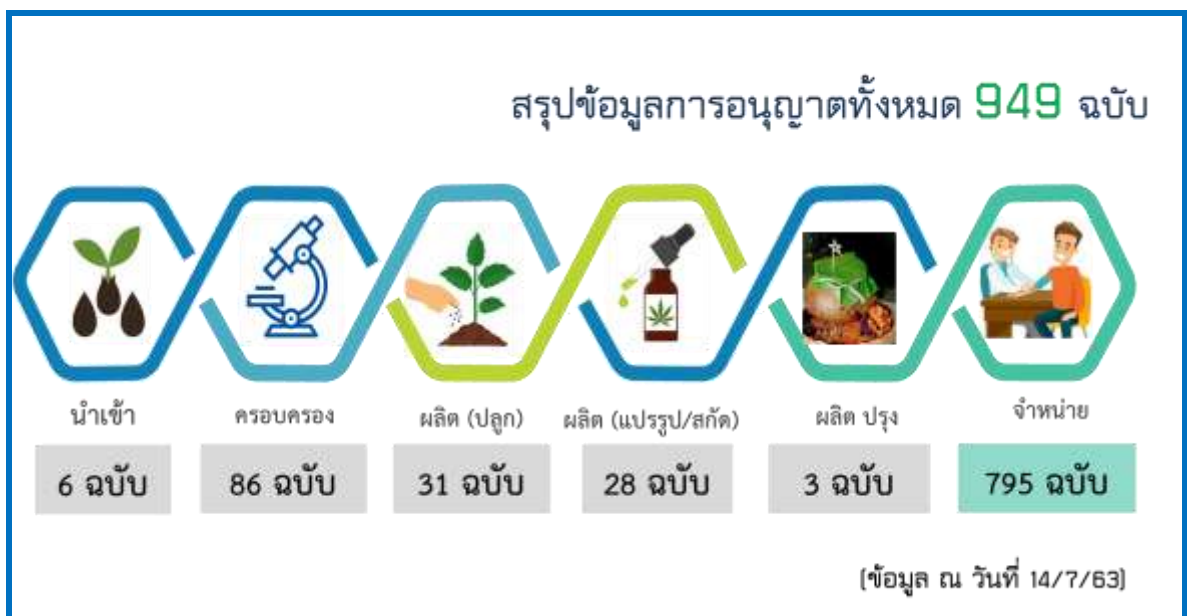 สรุปข้อมูลการอนุญาตทั้งหมด 949 ฉบับ
นำเข้า ครอบครอง ผลิต (ปลูก) ผลิต (แปรรูป/สกัด) ผลิต ปรุง จำหน่าย
6 ฉบับ 86 ฉบับ 31 ฉบับ 28 ฉบับ 3 ฉบับ 795 ฉบับ
(ข้อมูล ณ วันที่ 14/7/63)